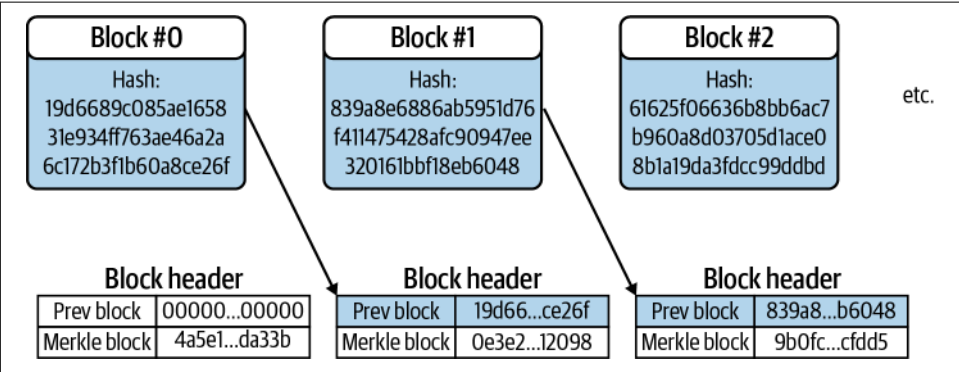 Block #0
Hash:
19d6689c085ae1658
31e934ff763ae46a2a
6c172b3f1b60a8ce26f
Block #1
Hash:
839a8e6886ab5951d76
f411475428afc90947ee
320161bbf18eb6048
Block #2
Hash:
61625f06636b8bb6ac7
b960a8d03705d1ace0
8b1a19da3fdcc99ddbd
etc.
Block header
Prev block 00000...00000
Merkle block 4a5e1...da33b
Block header
Prev block 19d66...ce26f
Merkle block 0e3e2...12098
Block header
Prev block 839a8...b6048
Merkle block 9b0fc...cfdd5